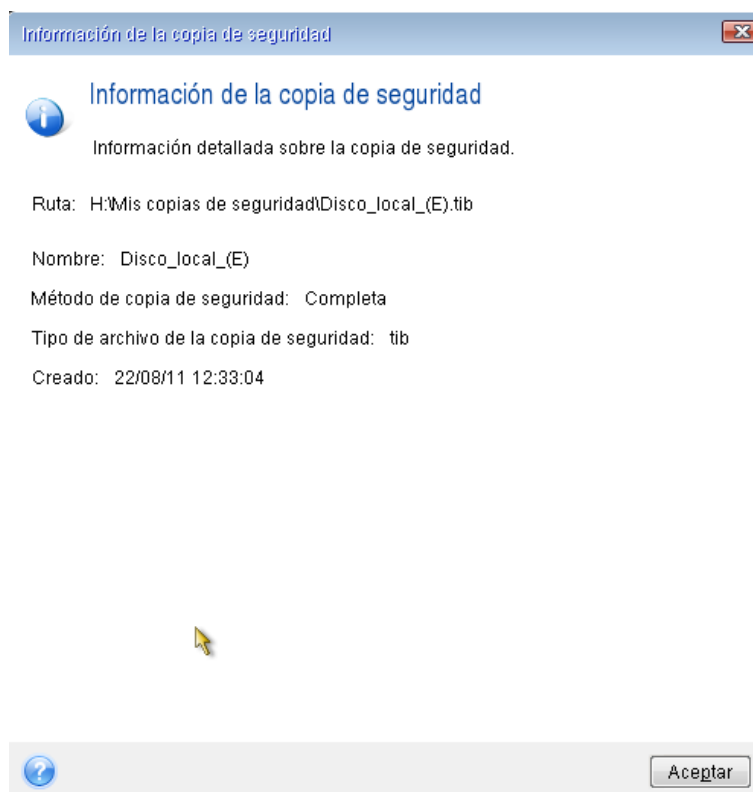 Información de la copia de seguridad
Información de la copia de seguridad
Información detallada sobre la copia de seguridad.
Ruta: H:\Mis copias de seguridad\Disco_local_(E).tib
Nombre: Disco_local_(E)
Método de copia de seguridad: Completa
Tipo de archivo de la copia de seguridad: tib
Creado: 22/08/11 12:33:04
Aceptar